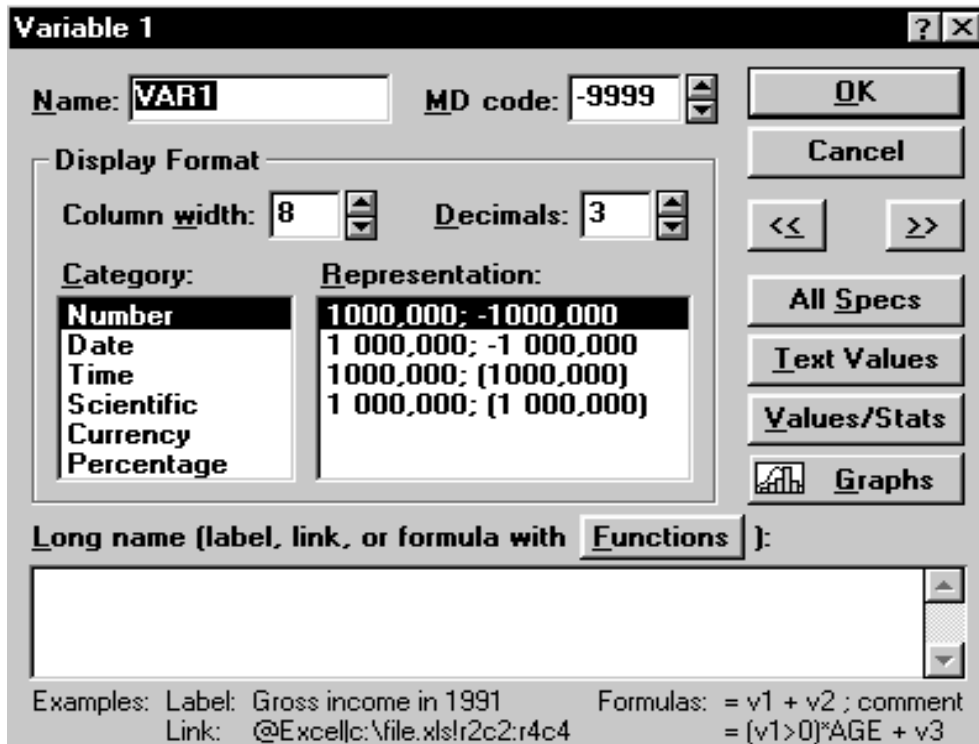 Variable 1 ? X
Name: VAR1 MD code: -9999 OK
Cancel
Display Format
Column width: 8 Decimals: 3 << >>
Category: Representation:
Number 1000,000; -1000,000 All Specs
Date 1 000,000; -1 000,000
Time 1000,000; (1000,000) Text Values
Scientific 1 000,000; (1 000,000)
Currency Values/Stats
Percentage Graphs
Long name (label, link, or formula with Functions ):
Examples: Label: Gross income in 1991 Formulas: = v1 + v2 ; comment
Link: @Excel|c:\file.xls!r2c2:r4c4 = (v1>0)*AGE + v3